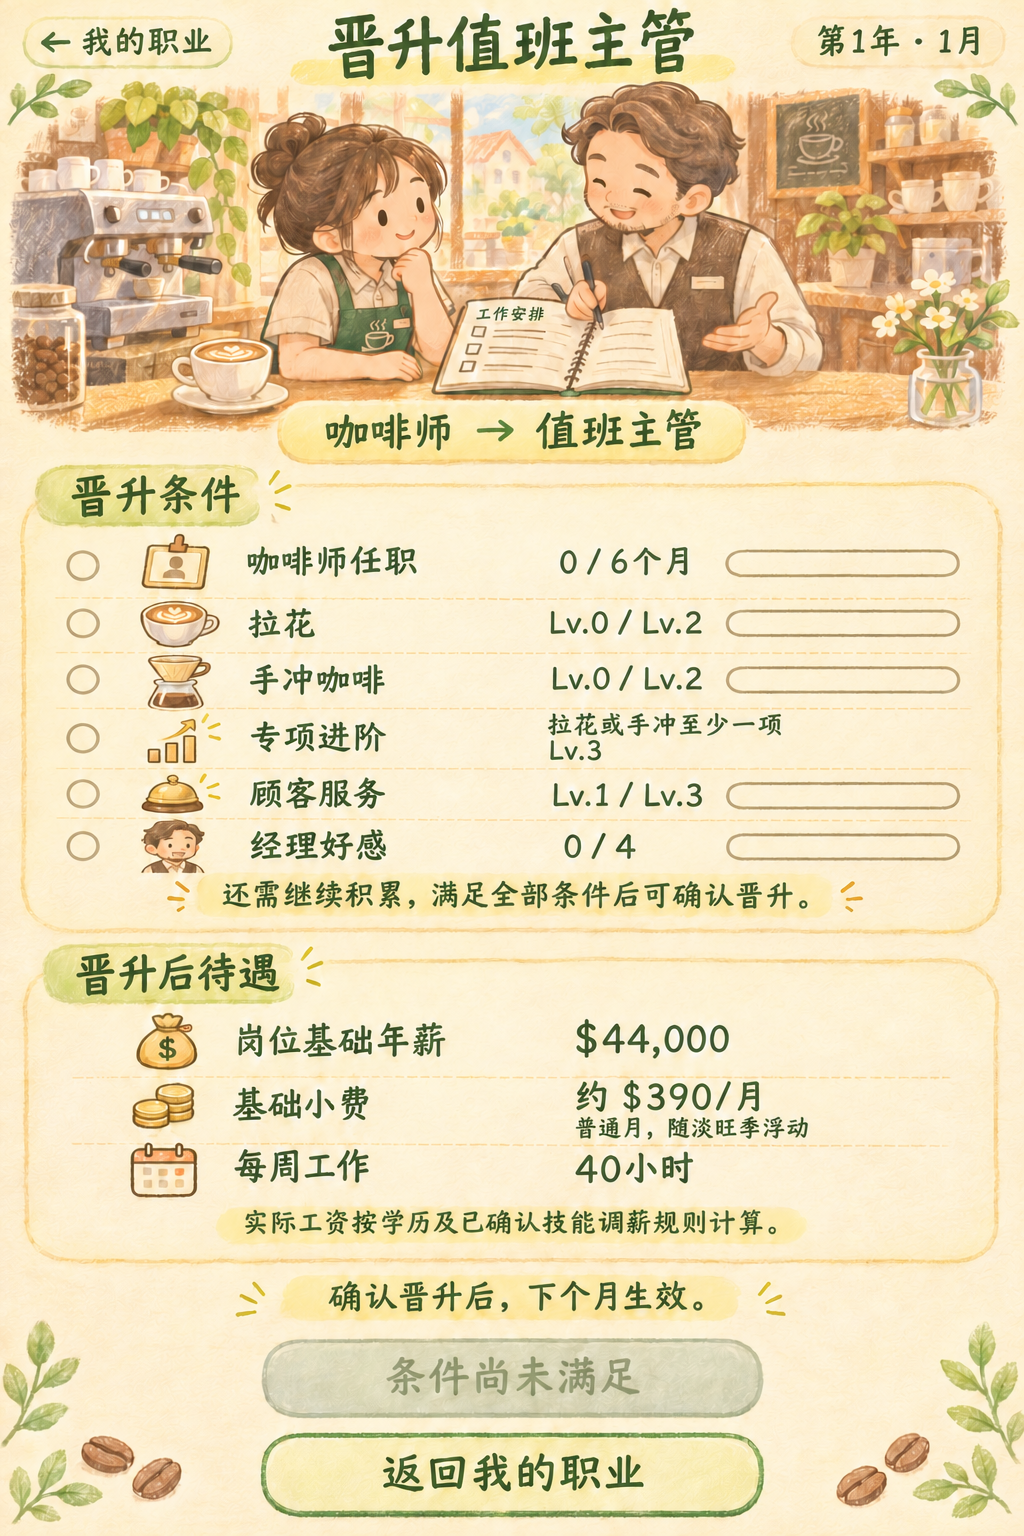 ← 我的职业
晋升值班主管
第1年·1月
工作安排
咖啡师 → 值班主管
晋升条件
咖啡师任职 0/6个月
拉花 Lv.0 / Lv.2
手冲咖啡 Lv.0 / Lv.2
专项进阶 拉花或手冲至少一项
Lv.3
顾客服务 Lv.1 / Lv.3
经理好感 0/4
还需继续积累，满足全部条件后可确认晋升。
晋升后待遇
$
岗位基础年薪 $44,000
基础小费 约 $390/月
普通月，随淡旺季浮动
每周工作 40小时
实际工资按学历及已确认技能调薪规则计算。
确认晋升后，下个月生效。
条件尚未满足
返回我的职业